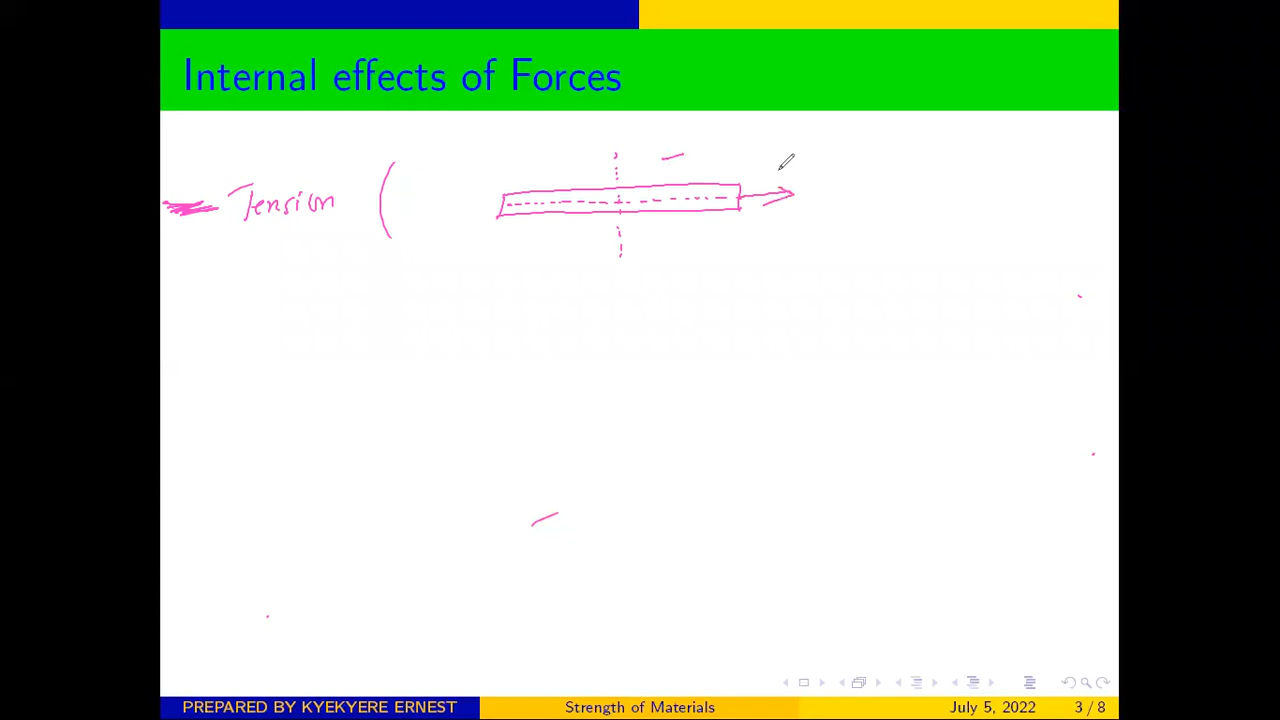 Internal effects of Forces
Tension (
PREPARED BY KYEKYERE ERNEST
Strength of Materials
July 5, 2022
3 / 8